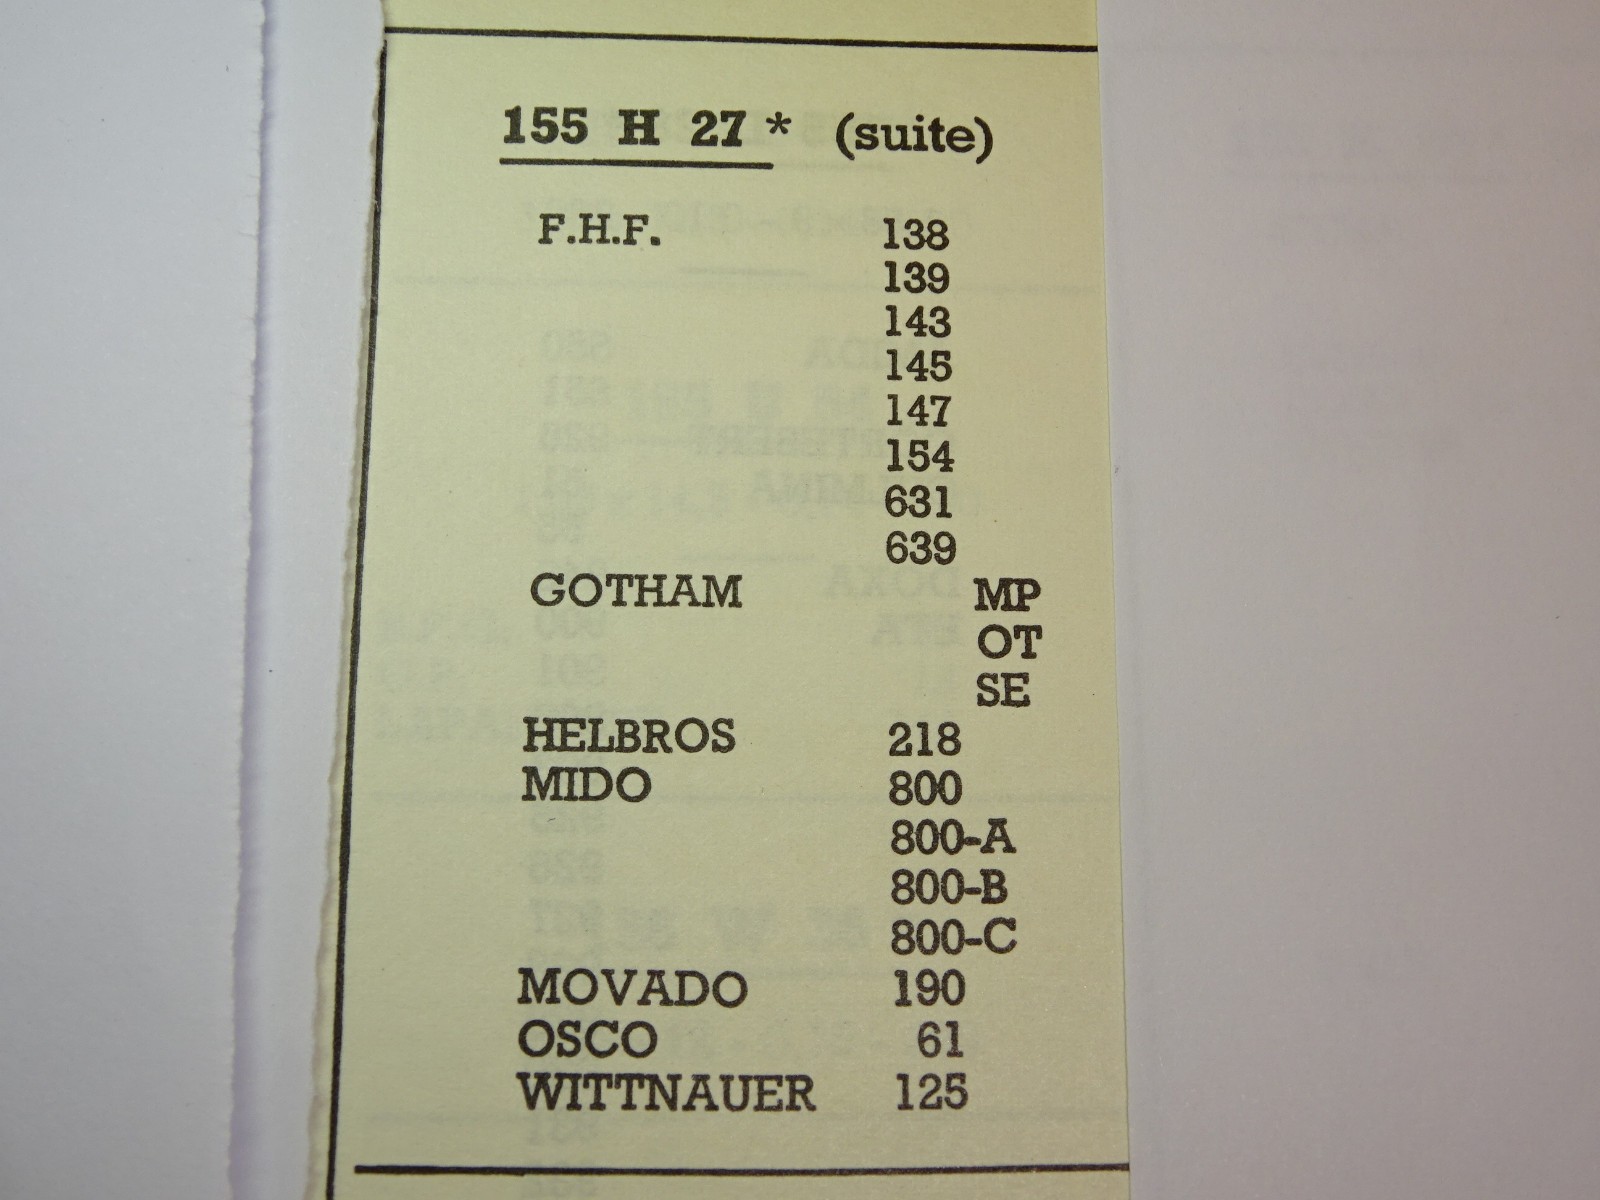 155 H 27 * (suite)
F.H.F. 138
139
143
145
147
154
631
639
GOTHAM MP
OT
SE
HELBROS 218
MIDO 800
800-A
800-B
800-C
MOVADO 190
OSCO 61
WITTNAUER 125